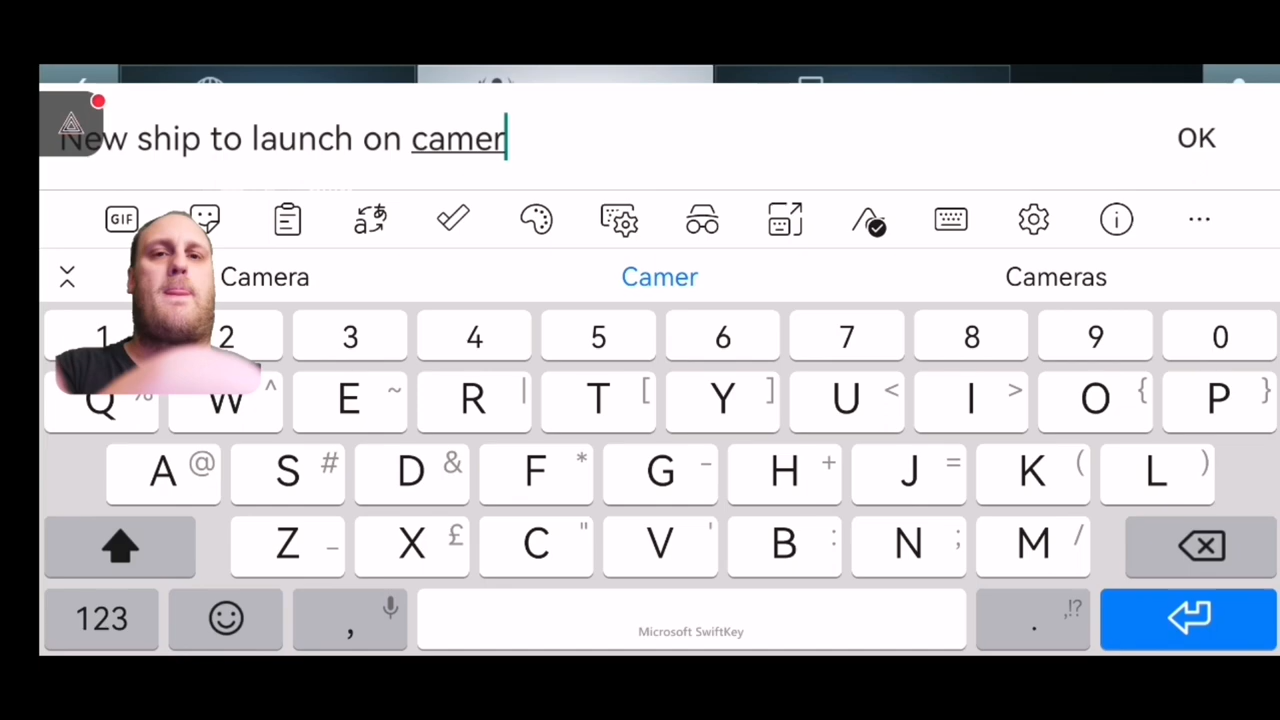 New ship to launch on camer
OK
GIF
Camera Camer Cameras
1 2 3 4 5 6 7 8 9 0
Q % W ^ E ~ R | T [ Y ] U < I > O { P }
A @ S # D & F * G - H + J = K ( L )
Z _ X £ C " V ' B : N ; M /
123 , Microsoft SwiftKey . ,!?